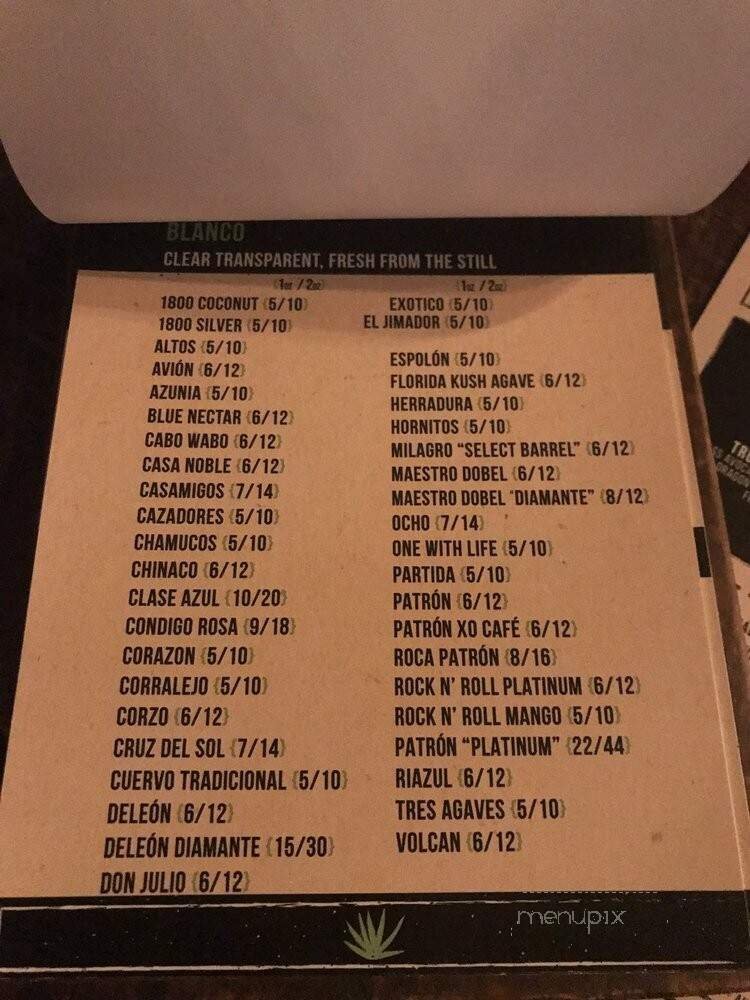 BLANCO
CLEAR TRANSPARENT, FRESH FROM THE STILL
{1oz / 2oz}
1800 COCONUT {5/10}
1800 SILVER {5/10}
ALTOS {5/10}
AVIÓN {6/12}
AZUNIA {5/10}
BLUE NECTAR {6/12}
CABO WABO {6/12}
CASA NOBLE {6/12}
CASAMIGOS {7/14}
CAZADORES {5/10}
CHAMUCOS {5/10}
CHINACO {6/12}
CLASE AZUL {10/20}
CONDIGO ROSA {9/18}
CORAZON {5/10}
CORRALEJO {5/10}
CORZO {6/12}
CRUZ DEL SOL {7/14}
CUERVO TRADICIONAL {5/10}
DELEÓN {6/12}
DELEÓN DIAMANTE {15/30}
DON JULIO {6/12}
{1oz / 2oz}
EXOTICO {5/10}
EL JIMADOR {5/10}
ESPOLÓN {5/10}
FLORIDA KUSH AGAVE {6/12}
HERRADURA {5/10}
HORNITOS {5/10}
MILAGRO “SELECT BARREL” {6/12}
MAESTRO DOBEL {6/12}
MAESTRO DOBEL "DIAMANTE” {8/12}
OCHO {7/14}
ONE WITH LIFE {5/10}
PARTIDA {5/10}
PATRÓN {6/12}
PATRÓN XO CAFÉ {6/12}
ROCA PATRÓN {8/16}
ROCK N’ ROLL PLATINUM {6/12}
ROCK N’ ROLL MANGO {5/10}
PATRÓN “PLATINUM” {22/44}
RIAZUL {6/12}
TRES AGAVES {5/10}
VOLCAN {6/12}
menupix